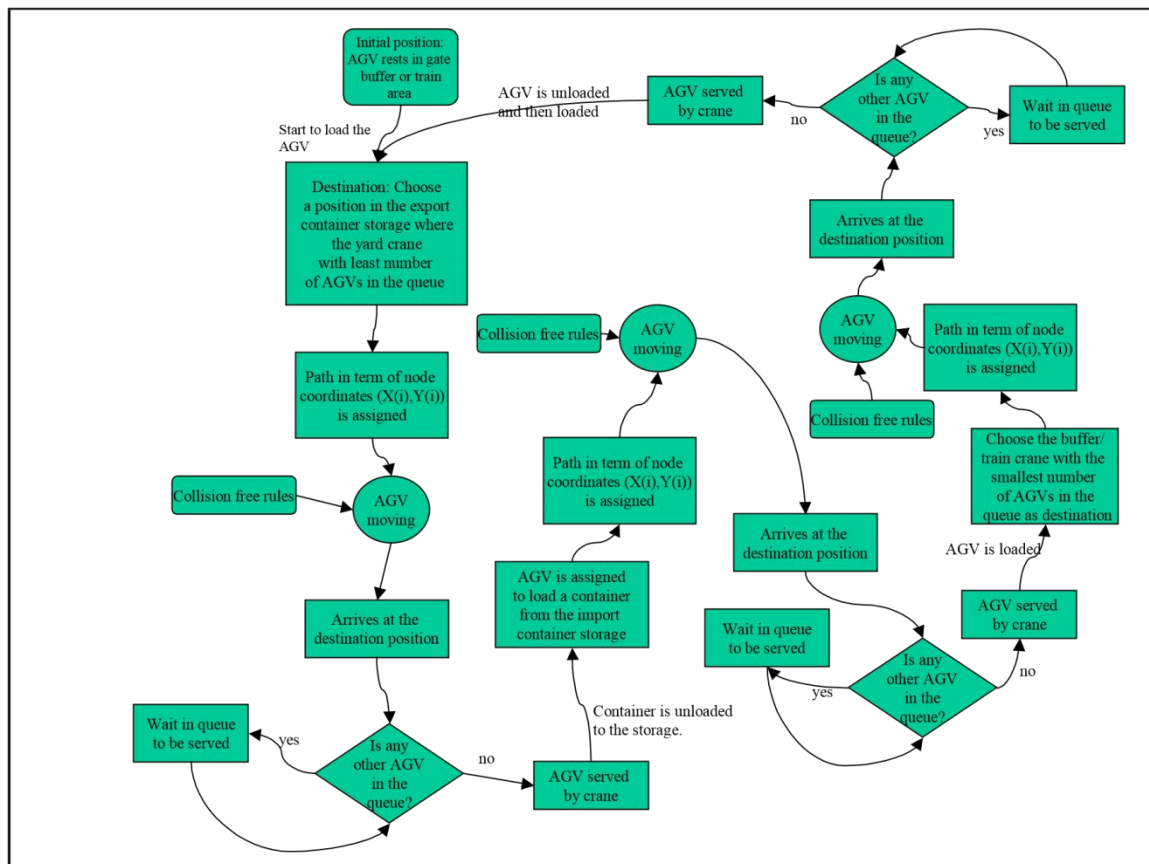 Initial position:
AGV rests in gate
buffer or train
area
Start to load the
AGV
AGV is unloaded
and then loaded
AGV served
by crane
no
Is any
other AGV
in the
queue?
yes
Wait in queue
to be served
Destination: Choose
a position in the export
container storage where
the yard crane
with least number
of AGVs in the queue
Path in term of node
coordinates (X(i),Y(i))
is assigned
Collision free rules
AGV
moving
Arrives at the
destination position
Wait in queue
to be served
yes
Is any
other AGV
in the
queue?
no
AGV served
by crane
Container is unloaded
to the storage.
AGV is assigned
to load a container
from the import
container storage
Path in term of node
coordinates (X(i),Y(i))
is assigned
Collision free rules
AGV
moving
Arrives at the
destination position
Wait in queue
to be served
yes
Is any
other AGV
in the
queue?
no
AGV served
by crane
AGV is loaded
Choose the buffer/
train crane with the
smallest number
of AGVs in the
queue as destination
Path in term of node
coordinates (X(i),Y(i))
is assigned
Collision free rules
AGV
moving
Arrives at the
destination position